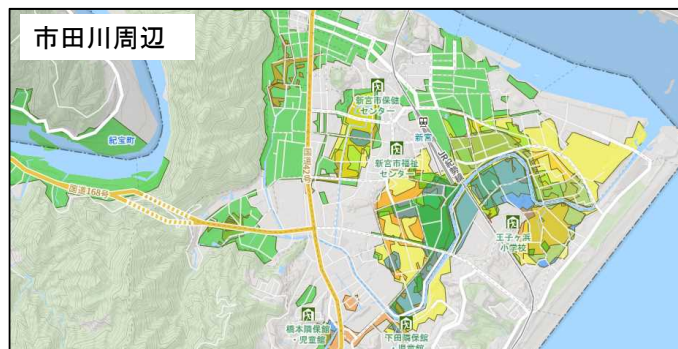 市田川周辺
新宮市保健
センター
紀宝町
新宮
新宮市福祉
センター
JR紀勢線
国道42号
国道168号
王子ヶ浜
小学校
橋本隣保館
・児童館
下田隣保館
・児童館